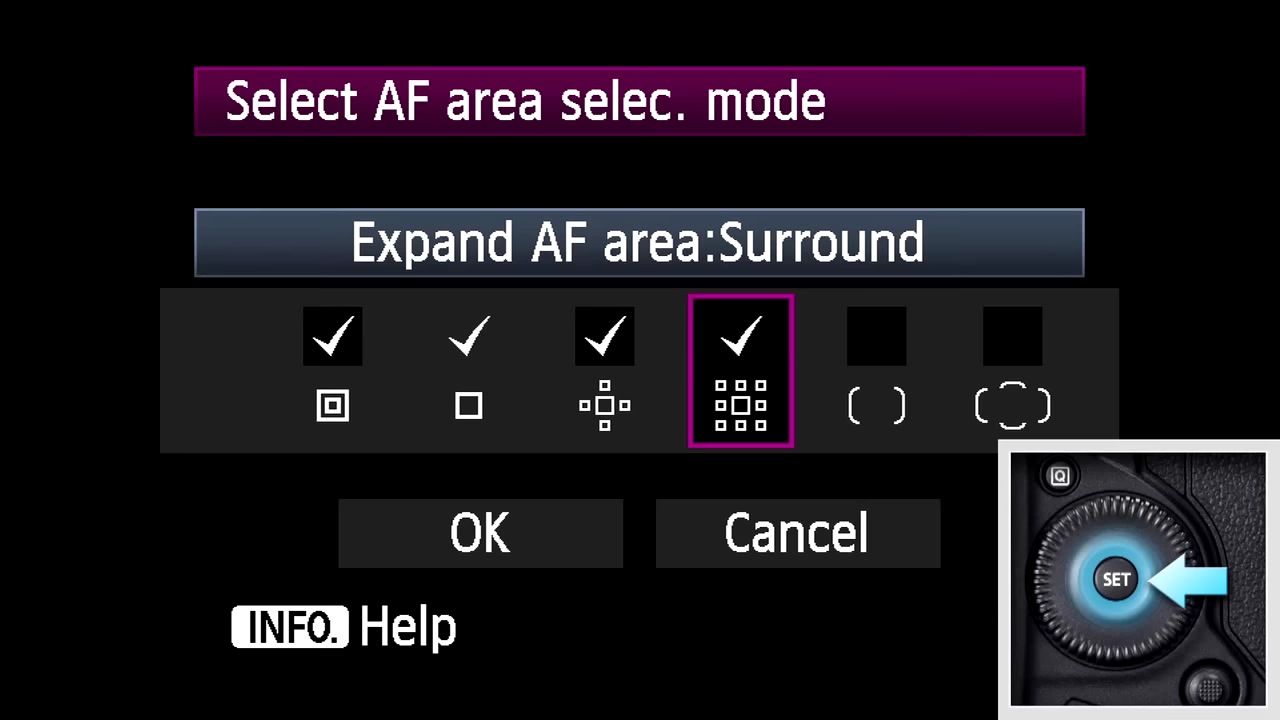 Select AF area selec. mode
Expand AF area:Surround
OK Cancel
INFO. Help
Q
SET